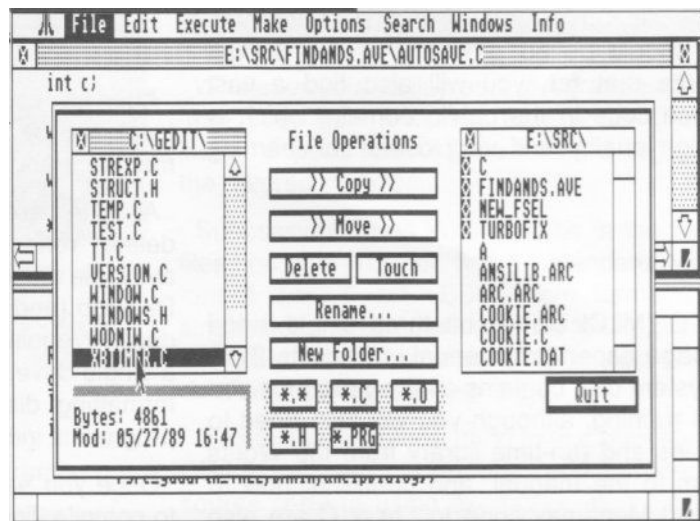 File Edit Execute Make Options Search Windows Info
E:\SRC\FINDANDS.AVE\AUTOSAVE.C
int c;
C:\GEDIT\
STREXP.C
STRUCT.H
TEMP.C
TEST.C
TT.C
VERSION.C
WINDOW.C
WINDOWS.H
WODNIW.C
XBTIMER.C
Bytes: 4861
Mod: 05/27/89 16:47
File Operations
>> Copy >>
>> Move >>
Delete Touch
Rename...
New Folder...
*.* *.C *.O
*.H *.PRG
E:\SRC\
C
FINDANDS.AVE
NEW_FSEL
TURBOFIX
A
ANSILIB.ARC
ARC.ARC
COOKIE.ARC
COOKIE.C
COOKIE.DAT
Quit